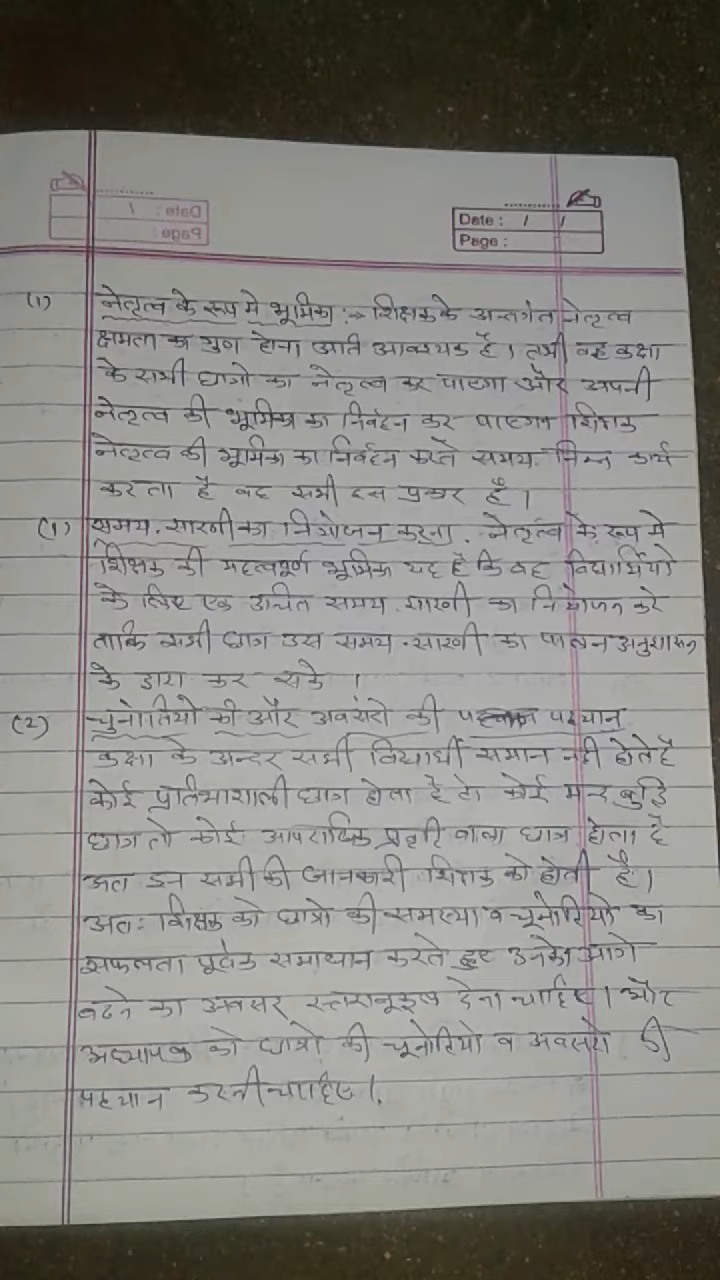 Date : / /
Page :
(1) नेतृत्व के रूप मे भूमिका :→ शिक्षक के अन्तर्गत नेतृत्व
क्षमता का गुण होना अति आवश्यक है। तभी वह कक्षा
के सभी छात्रो का नेतृत्व कर पाएगा और अपनी
नेतृत्व की भूमिका का निर्वहन कर पाएगा शिक्षक
नेतृत्व की भूमिका का निर्वहन करते समय निम्न कार्य
करता है वह सभी इस प्रकार हैं।
(1) समय-सारणी का नियोजन करना. नेतृत्व के रूप मे
शिक्षक की महत्वपूर्ण भूमिका यह है कि वह विद्यार्थियो
के लिए एक उचित समय-सारणी का नियोजन करे
ताकि सभी छात्र उस समय-सारणी का पालन अनुशासन
के द्वारा कर सके ।
(2) चुनोतियो की और अवसरो की पहचान
कक्षा के अन्दर सभी विद्यार्थी समान नही होते है
कोई प्रतिभाशाली छात्र होता है तो कोई मन्द बुद्धि
छात्र तो कोई आपराधिक प्रवृति वाला छात्र होता है
अत इन सभी की जानकारी शिक्षक को होती है।
अतः शिक्षक को छात्रो की समस्या व चूनोतियो का
सफलता पूर्वक समाधान करते हुए उनको आगे
बढने का अवसर स्तरानुकूल देना चाहिए। और
अध्यापक को छात्रो की चूनोतियो व अवसरो की
पहचान करनी चाहिए।